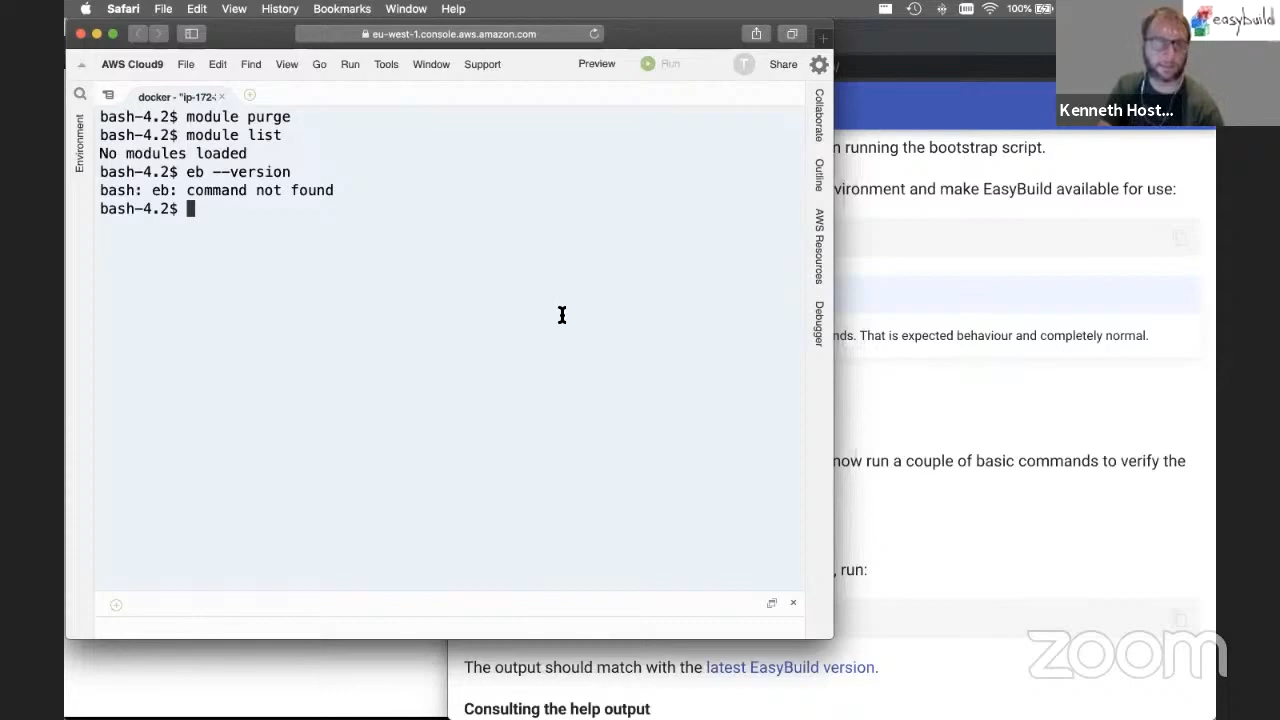 Safari File Edit View History Bookmarks Window Help
100%
eu-west-1.console.aws.amazon.com
AWS Cloud9 File Edit Find View Go Run Tools Window Support
Preview Run T Share
docker - "ip-172-
Environment
bash-4.2$ module purge
bash-4.2$ module list
No modules loaded
bash-4.2$ eb --version
bash: eb: command not found
bash-4.2$
Collaborate
Outline
AWS Resources
Debugger
easybuild
Kenneth Host...
n running the bootstrap script.
vironment and make EasyBuild available for use:
nds. That is expected behaviour and completely normal.
now run a couple of basic commands to verify the
, run:
The output should match with the latest EasyBuild version.
Consulting the help output
zoom